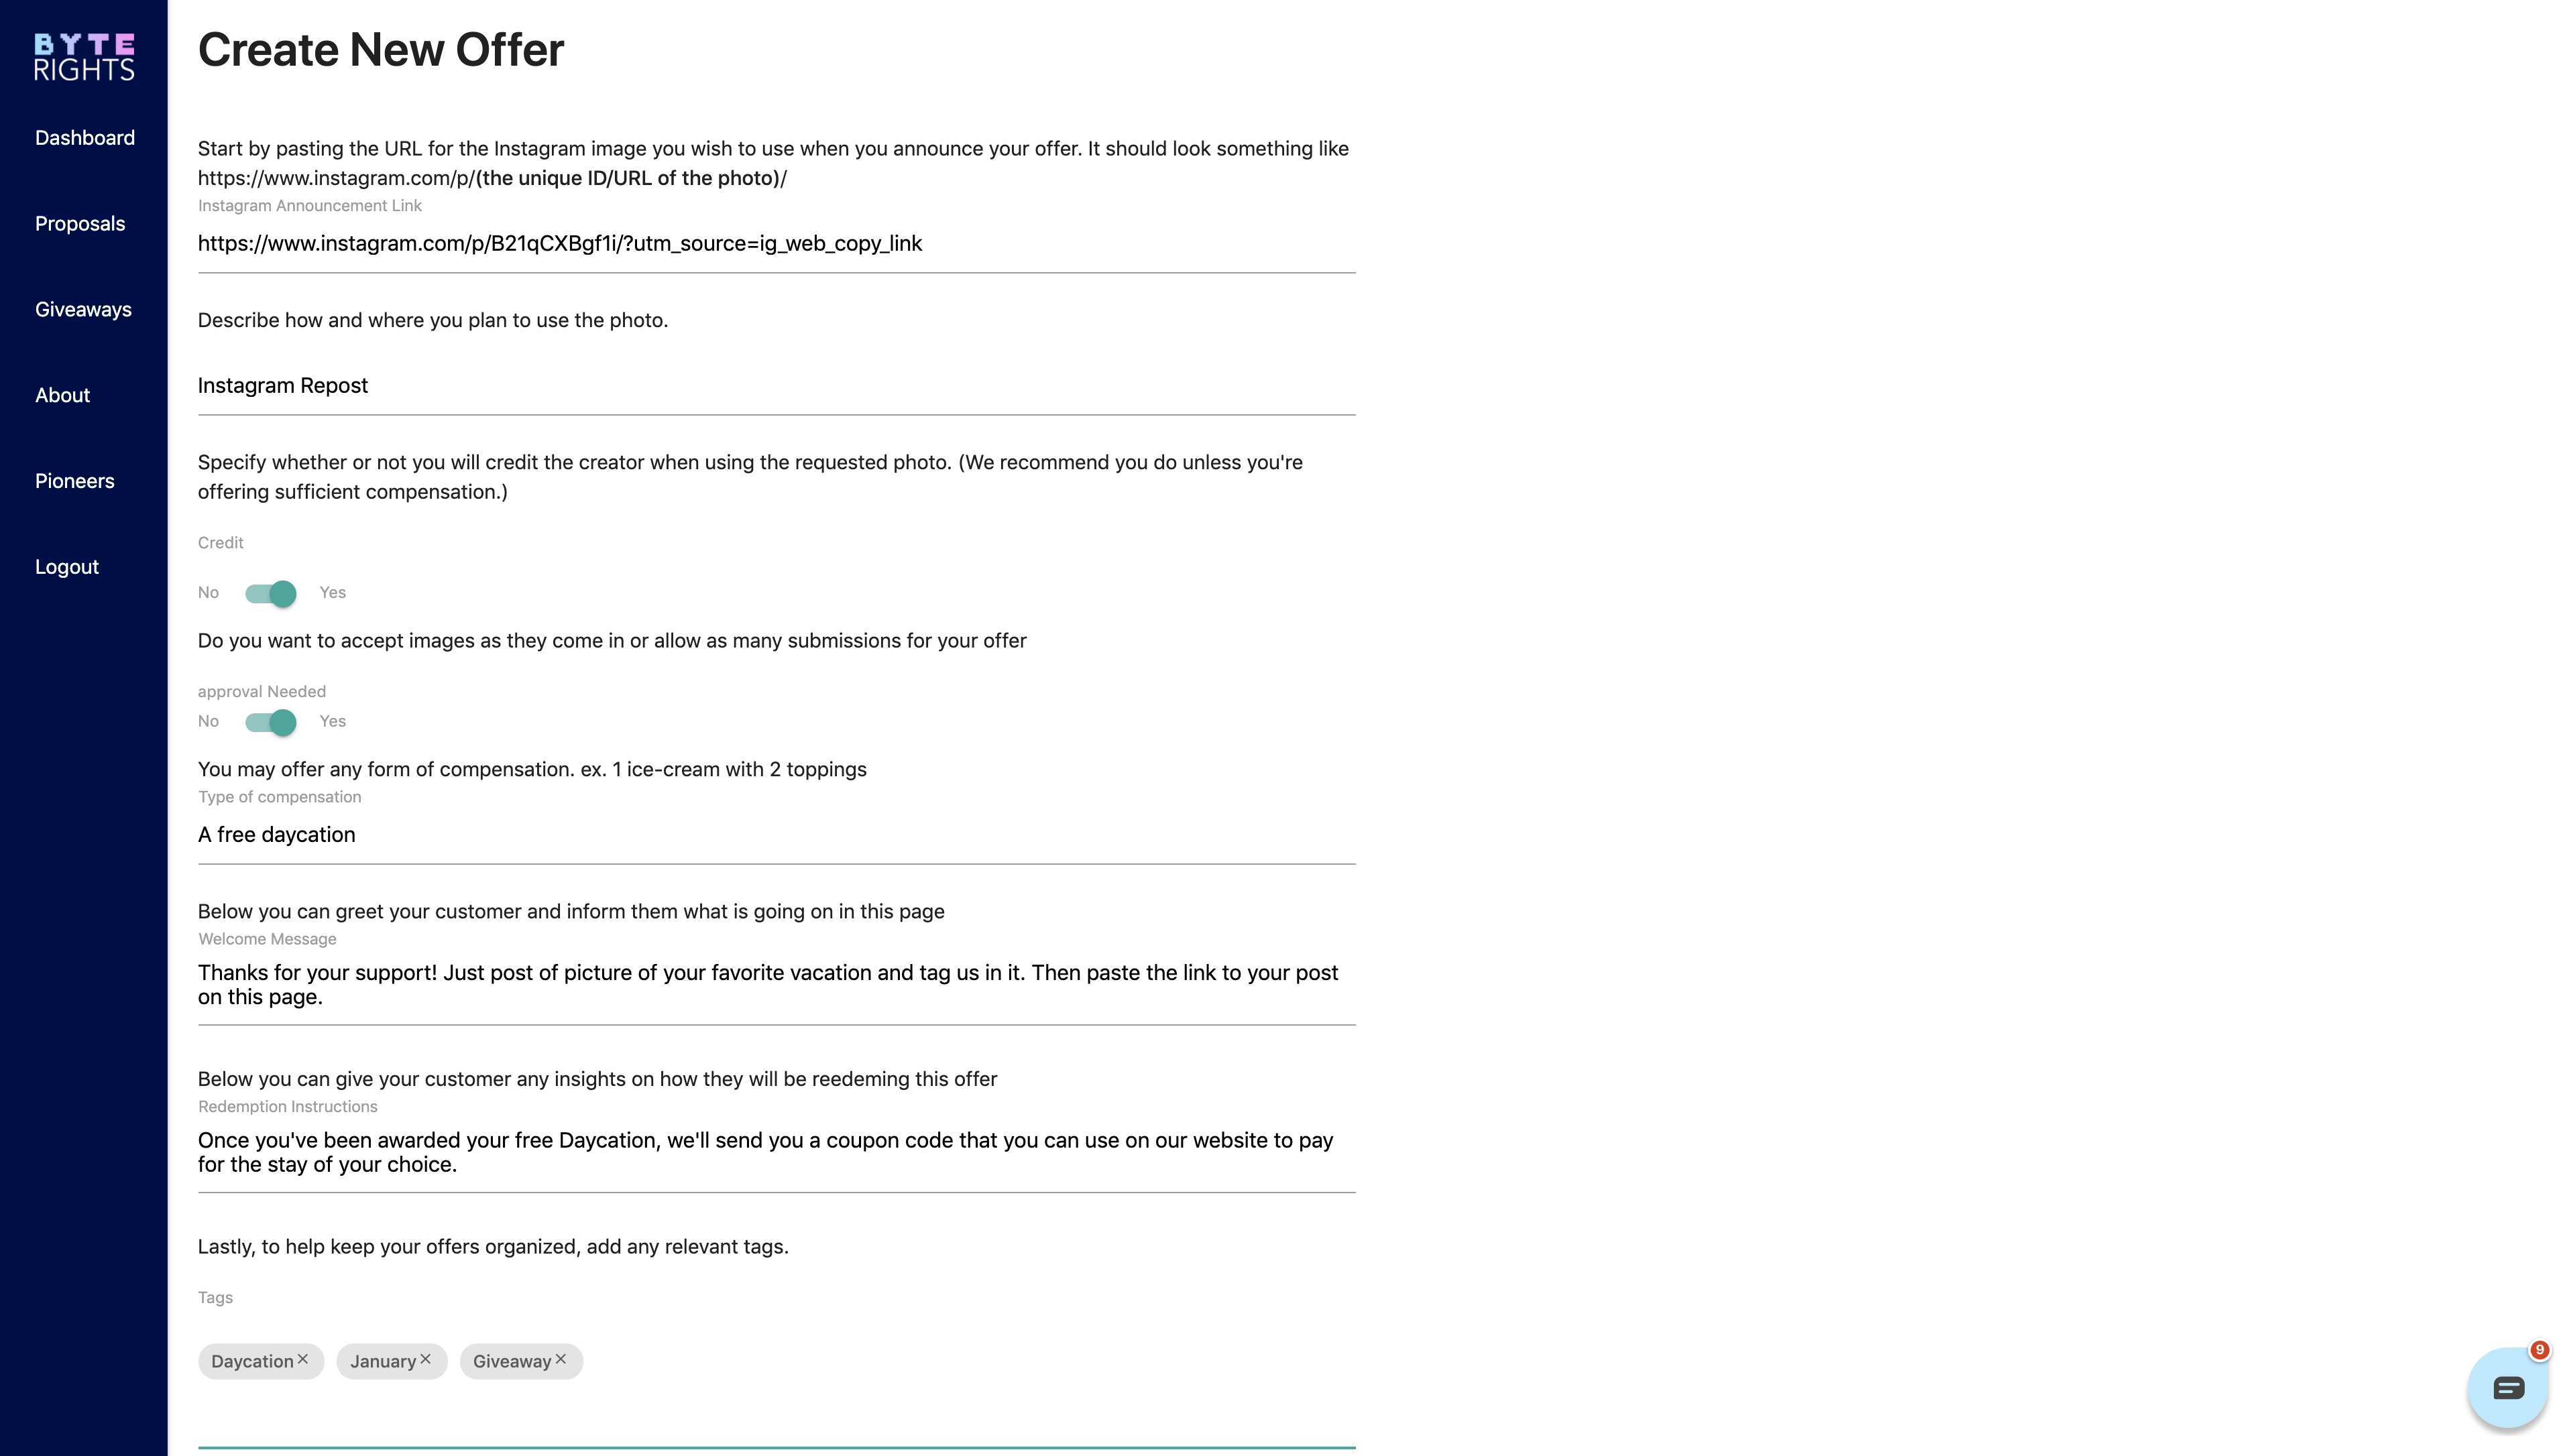 BYTE
RIGHTS
Dashboard
Proposals
Giveaways
About
Pioneers
Logout
Create New Offer
Start by pasting the URL for the Instagram image you wish to use when you announce your offer. It should look something like
https://www.instagram.com/p/(the unique ID/URL of the photo)/
Instagram Announcement Link
https://www.instagram.com/p/B21qCXBgf1i/?utm_source=ig_web_copy_link
Describe how and where you plan to use the photo.
Instagram Repost
Specify whether or not you will credit the creator when using the requested photo. (We recommend you do unless you're
offering sufficient compensation.)
Credit
No Yes
Do you want to accept images as they come in or allow as many submissions for your offer
approval Needed
No Yes
You may offer any form of compensation. ex. 1 ice-cream with 2 toppings
Type of compensation
A free daycation
Below you can greet your customer and inform them what is going on in this page
Welcome Message
Thanks for your support! Just post of picture of your favorite vacation and tag us in it. Then paste the link to your post
on this page.
Below you can give your customer any insights on how they will be reedeming this offer
Redemption Instructions
Once you've been awarded your free Daycation, we'll send you a coupon code that you can use on our website to pay
for the stay of your choice.
Lastly, to help keep your offers organized, add any relevant tags.
Tags
Daycation× January× Giveaway×
9